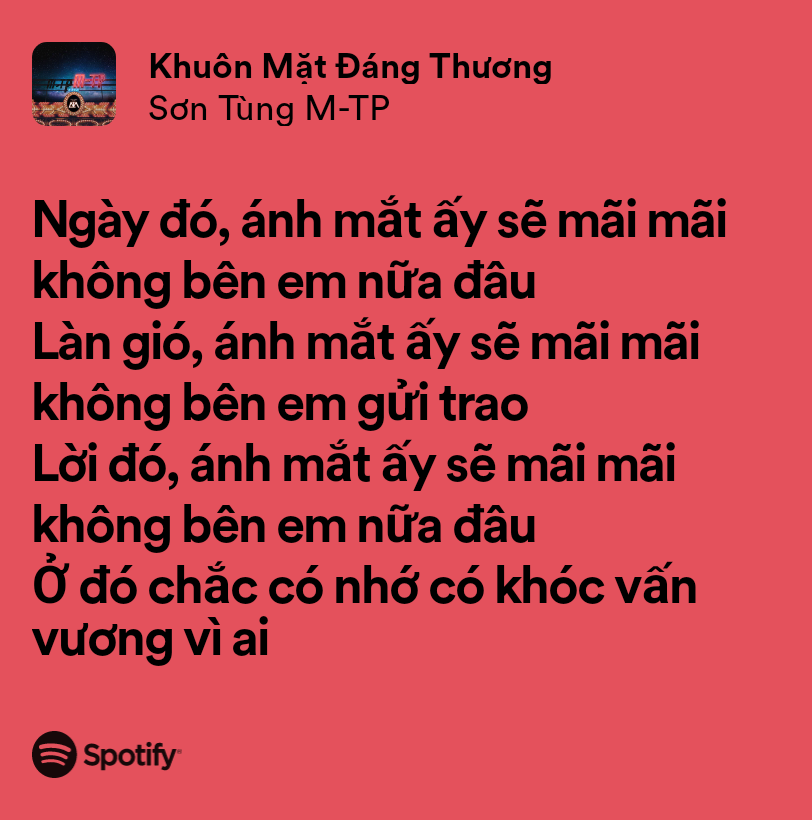 Khuôn Mặt Đáng Thương
Sơn Tùng M-TP
Ngày đó, ánh mắt ấy sẽ mãi mãi
không bên em nữa đâu
Làn gió, ánh mắt ấy sẽ mãi mãi
không bên em gửi trao
Lời đó, ánh mắt ấy sẽ mãi mãi
không bên em nữa đâu
Ở đó chắc có nhớ có khóc vấn
vương vì ai
Spotify